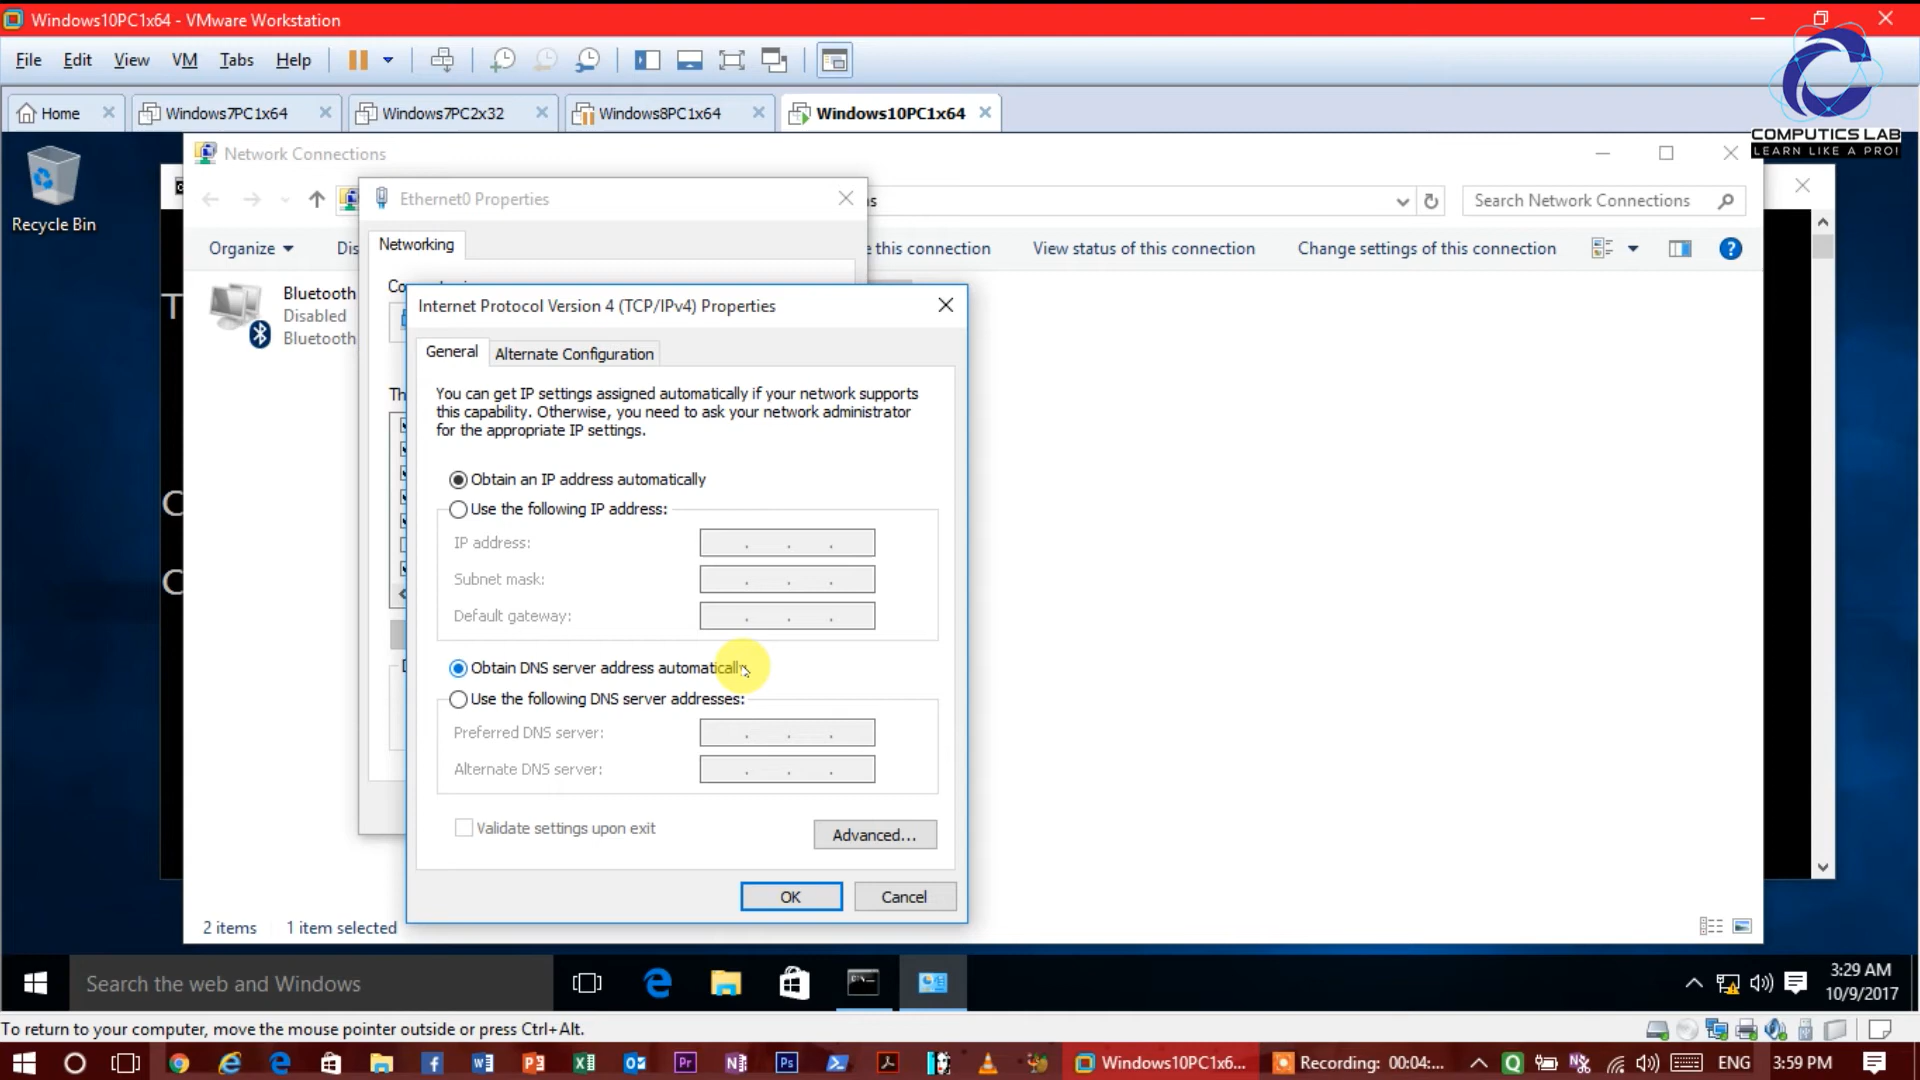 Windows10PC1x64 - VMware Workstation
File Edit View VM Tabs Help
Home Windows7PC1x64 Windows7PC2x32 Windows8PC1x64 Windows10PC1x64
COMPUTICS LAB
LEARN LIKE A PRO!
Network Connections
Recycle Bin
Ethernet0 Properties
Search Network Connections
Organize
Networking
this connection View status of this connection Change settings of this connection
Bluetooth
Disabled
Bluetooth
Internet Protocol Version 4 (TCP/IPv4) Properties
General Alternate Configuration
You can get IP settings assigned automatically if your network supports
this capability. Otherwise, you need to ask your network administrator
for the appropriate IP settings.
Obtain an IP address automatically
Use the following IP address:
IP address:
Subnet mask:
Default gateway:
Obtain DNS server address automatically
Use the following DNS server addresses:
Preferred DNS server:
Alternate DNS server:
Validate settings upon exit
Advanced...
OK Cancel
2 items 1 item selected
Search the web and Windows
3:29 AM
10/9/2017
To return to your computer, move the mouse pointer outside or press Ctrl+Alt.
Windows10PC1x6... Recording: 00:04:... ENG 3:59 PM